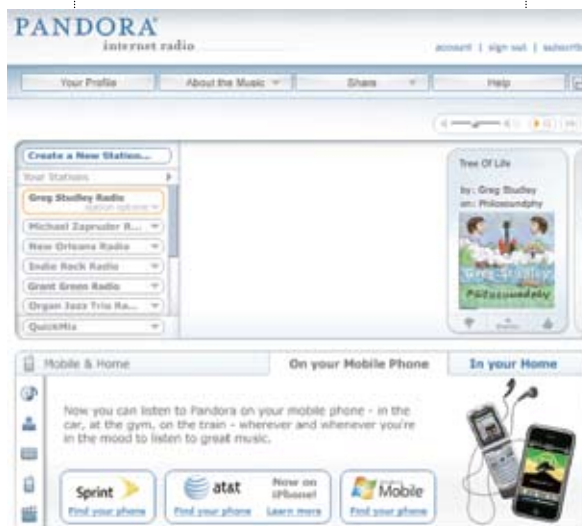 PANDORA
internet radio
account | sign out | subscribe
Your Profile
About the Music
Share
Help
Create a New Station...
Your Stations
Greg Studley Radio
station options
Michael Zapruder R...
New Orleans Radio
Indie Rock Radio
Grant Green Radio
Organ Jazz Trio Ra...
QuickMix
Tree Of Life
by: Greg Studley
on: Philosoundphy
Greg Studley
Philosoundphy
Mobile & Home
On your Mobile Phone
In your Home
Now you can listen to Pandora on your mobile phone - in the
car, at the gym, on the train - wherever and whenever you're
in the mood to listen to great music.
Sprint
Find your phone
at&t
Now on
iPhone!
Find your phone
Learn more
Mobile
Find your phone